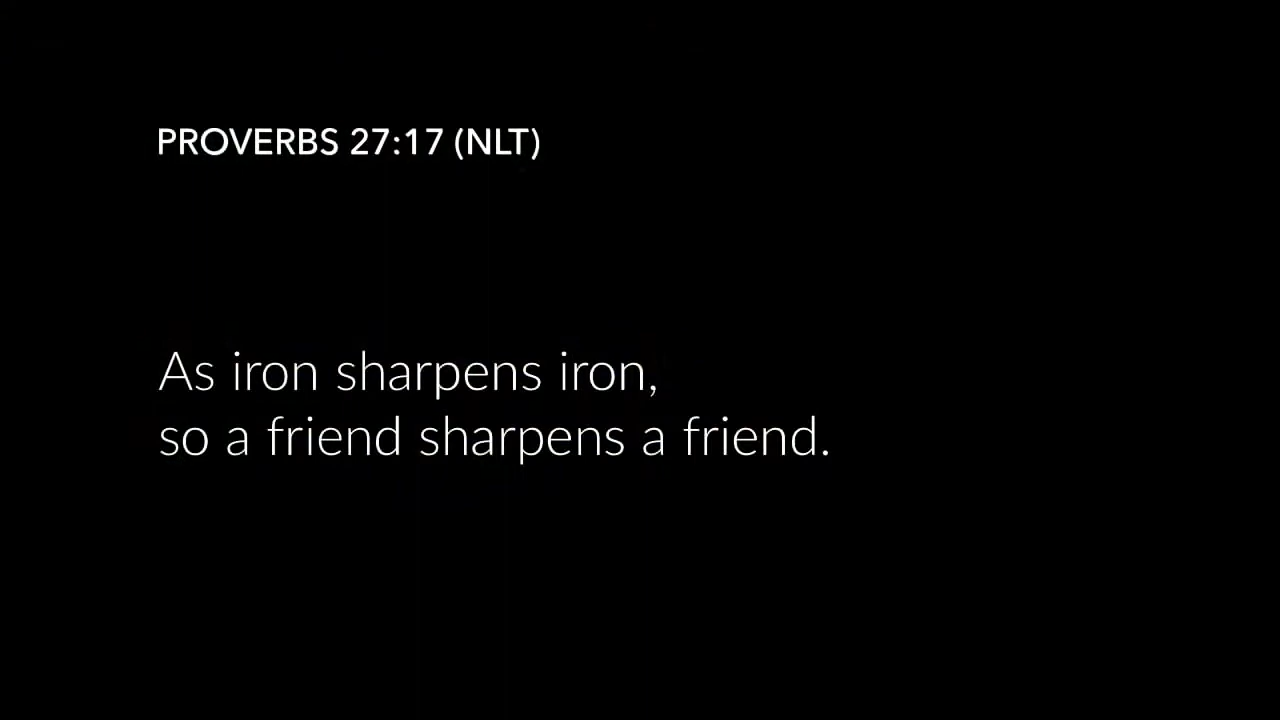 PROVERBS 27:17 (NLT)
As iron sharpens iron,
so a friend sharpens a friend.